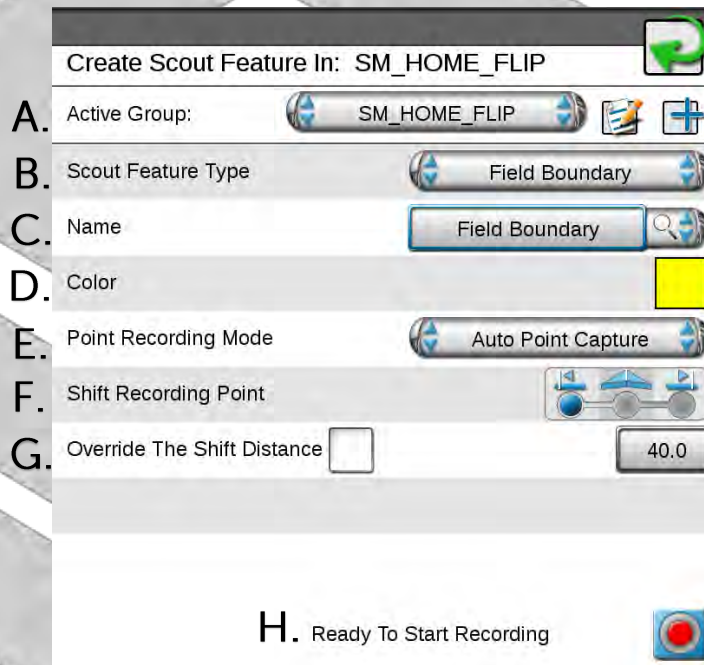 Create Scout Feature In: SM_HOME_FLIP
A. Active Group: SM_HOME_FLIP
B. Scout Feature Type Field Boundary
C. Name Field Boundary
D. Color
E. Point Recording Mode Auto Point Capture
F. Shift Recording Point
G. Override The Shift Distance 40.0
H. Ready To Start Recording